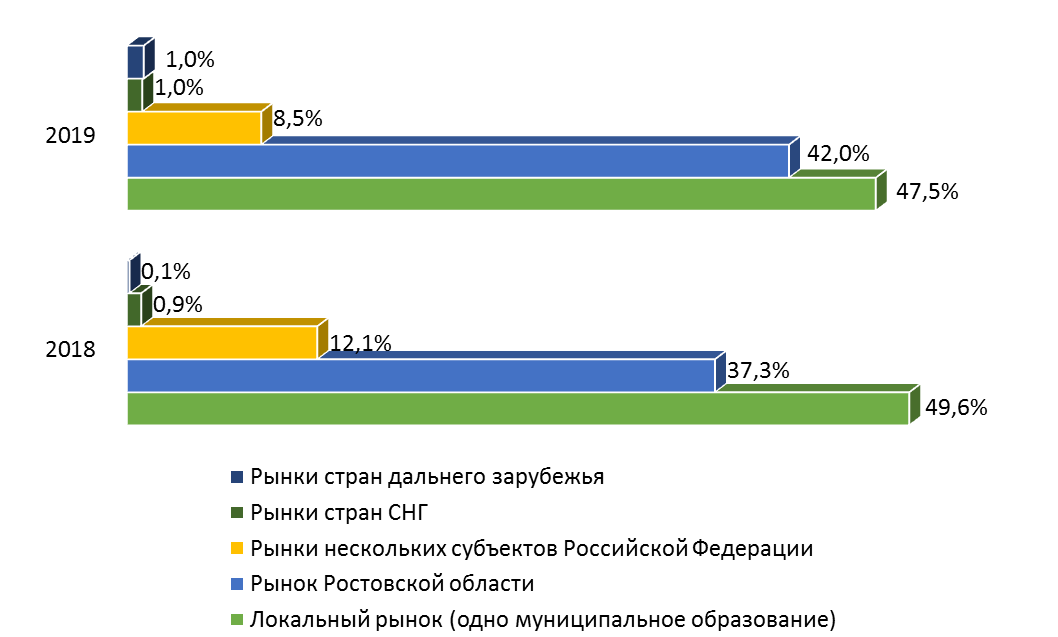 1,0%
1,0%
8,5%
2019
42,0%
47,5%
0,1%
0,9%
12,1%
2018
37,3%
49,6%
Рынки стран дальнего зарубежья
Рынки стран СНГ
Рынки нескольких субъектов Российской Федерации
Рынок Ростовской области
Локальный рынок (одно муниципальное образование)